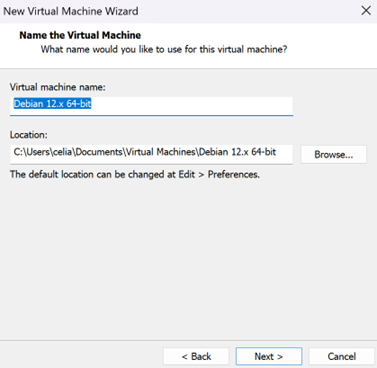 New Virtual Machine Wizard
Name the Virtual Machine
What name would you like to use for this virtual machine?
Virtual machine name:
Debian 12.x 64-bit
Location:
C:\Users\celia\Documents\Virtual Machines\Debian 12.x 64-bit
Browse...
The default location can be changed at Edit > Preferences.
< Back
Next >
Cancel